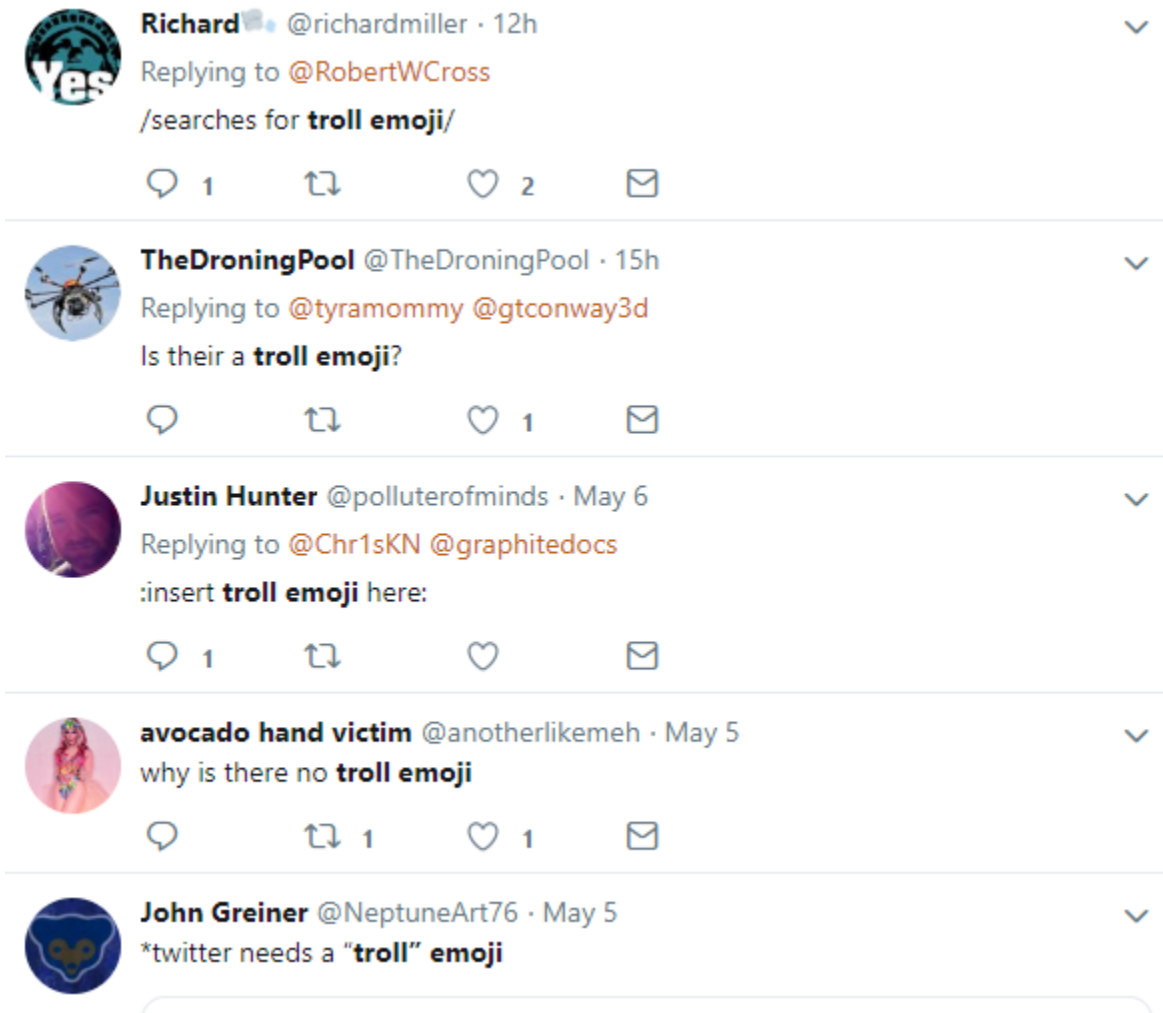 Yes
Richard @richardmiller · 12h
Replying to @RobertWCross
/searches for troll emoji/
1 2
TheDroningPool @TheDroningPool · 15h
Replying to @tyramommy @gtconway3d
Is their a troll emoji?
1
Justin Hunter @polluterofminds · May 6
Replying to @Chr1sKN @graphitedocs
:insert troll emoji here:
1
avocado hand victim @anotherlikemeh · May 5
why is there no troll emoji
1 1
John Greiner @NeptuneArt76 · May 5
*twitter needs a “troll” emoji